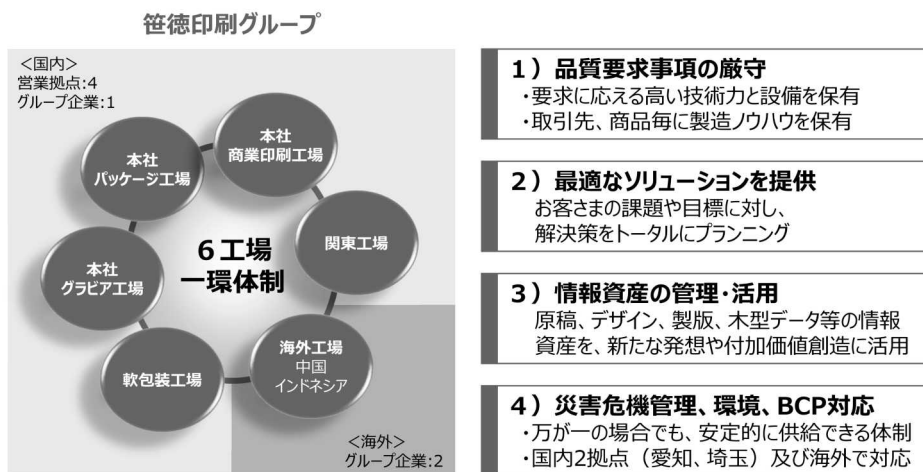 笹徳印刷グループ
<国内>
営業拠点:4
グループ企業:1
本社
商業印刷工場
本社
パッケージ工場
関東工場
6工場
一環体制
本社
グラビア工場
海外工場
中国
インドネシア
軟包装工場
<海外>
グループ企業:2
1)品質要求事項の厳守
・要求に応える高い技術力と設備を保有
・取引先、商品毎に製造ノウハウを保有
2)最適なソリューションを提供
お客さまの課題や目標に対し、
解決策をトータルにプランニング
3)情報資産の管理・活用
原稿、デザイン、製版、木型データ等の情報
資産を、新たな発想や付加価値創造に活用
4)災害危機管理、環境、BCP対応
・万が一の場合でも、安定的に供給できる体制
・国内2拠点(愛知、埼玉)及び海外で対応